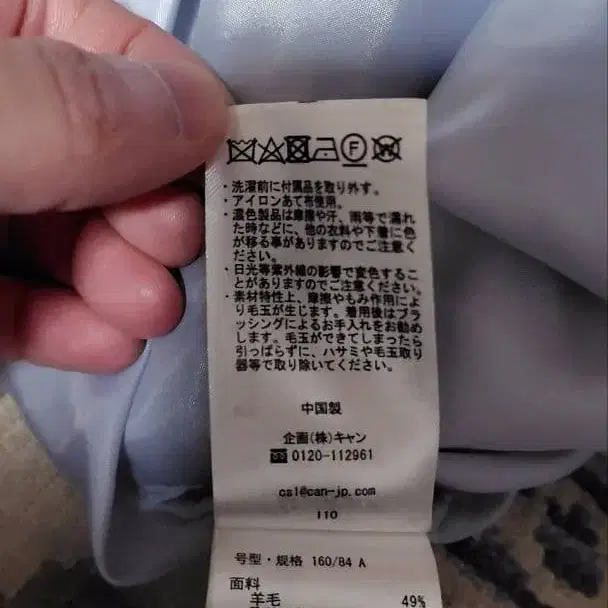 ・洗濯前に付属品を取り外す。
・アイロンあて布使用。
・濃色製品は摩擦や汗、雨等で濡れ
た時などに、他の衣料や下着に色
が移る事がありますのでご注意く
ださい。
・日光等紫外線の影響で変色するこ
とがありますのでご注意ください。
・素材特性上、摩擦やもみ作用によ
り毛玉が生じます。着用後はブラ
ッシングによるお手入れをお勧め
します。毛玉ができてしまったら
引っぱらずに、ハサミや毛玉取り
器等で取り除いてください。
中国製
企画(株)キャン
☎ 0120-112961
cs1@can-jp.com
110
号型・规格 160/84 A
面料
羊毛 49%